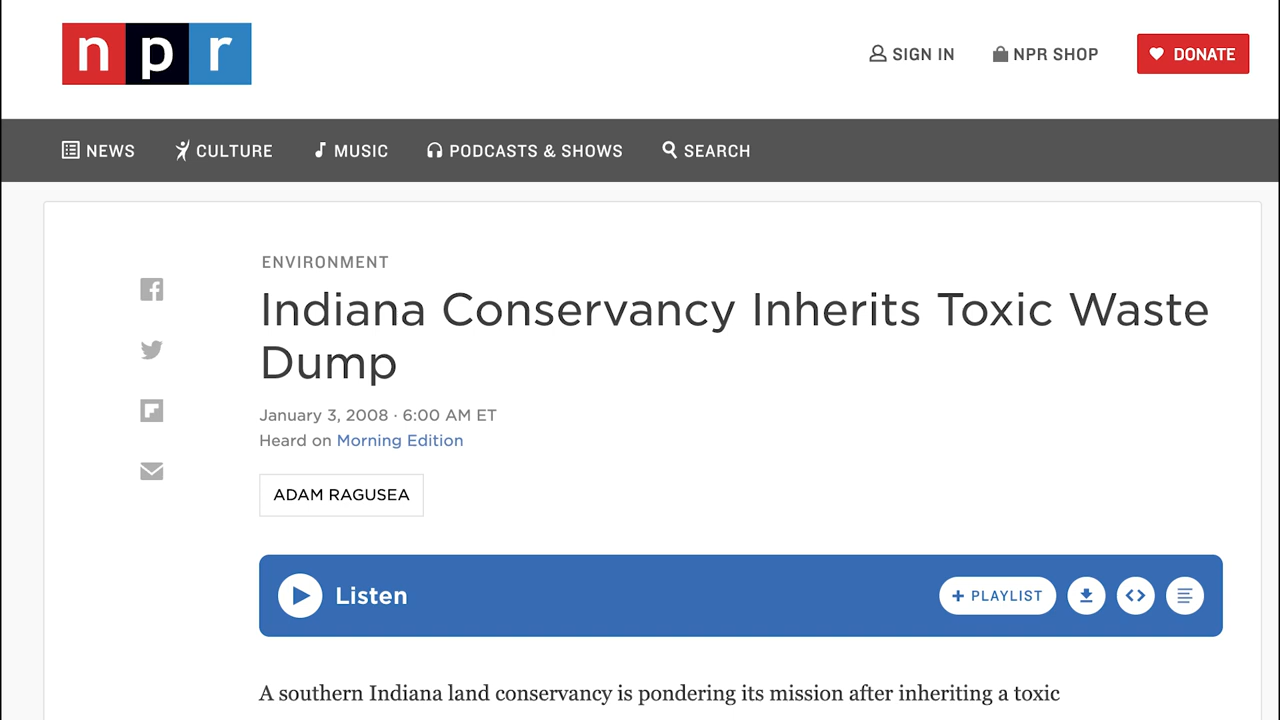 npr
SIGN IN NPR SHOP DONATE
NEWS CULTURE MUSIC PODCASTS & SHOWS SEARCH
ENVIRONMENT
Indiana Conservancy Inherits Toxic Waste
Dump
January 3, 2008 · 6:00 AM ET
Heard on Morning Edition
ADAM RAGUSEA
Listen + PLAYLIST
A southern Indiana land conservancy is pondering its mission after inheriting a toxic